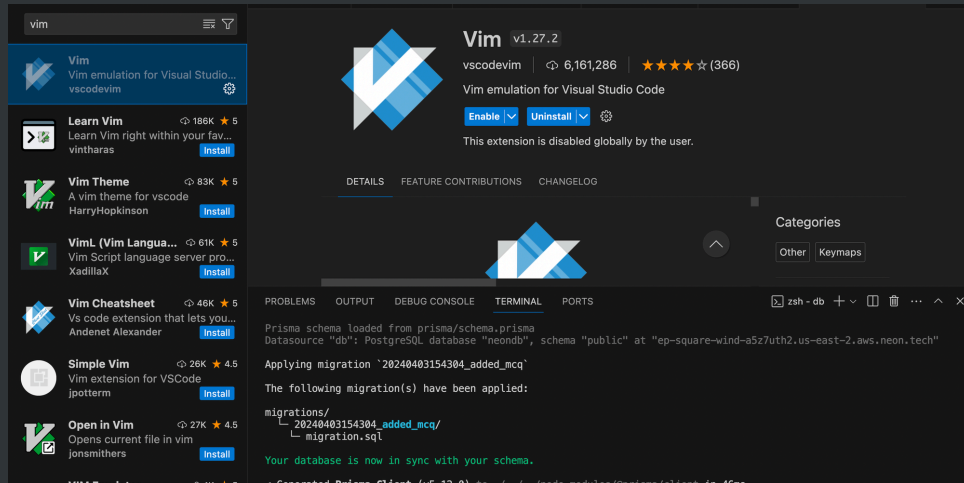 vim
Vim
Vim emulation for Visual Studio...
vscodevim
Learn Vim 186K ★ 5
Learn Vim right within your fav...
vintharas Install
Vim Theme 83K ★ 5
A vim theme for vscode
HarryHopkinson Install
VimL (Vim Langua... 61K ★ 5
Vim Script language server pro...
XadillaX Install
Vim Cheatsheet 46K ★ 5
Vs code extension that lets you...
Andenet Alexander Install
Simple Vim 26K ★ 4.5
Vim extension for VSCode
jpotterm Install
Open in Vim 27K ★ 4.5
Opens current file in vim
jonsmithers Install
Vim v1.27.2
vscodevim 6,161,286 ★★★★☆(366)
Vim emulation for Visual Studio Code
Enable Uninstall
This extension is disabled globally by the user.
DETAILS FEATURE CONTRIBUTIONS CHANGELOG
Categories
Other Keymaps
PROBLEMS OUTPUT DEBUG CONSOLE TERMINAL PORTS zsh - db
Prisma schema loaded from prisma/schema.prisma
Datasource "db": PostgreSQL database "neondb", schema "public" at "ep-square-wind-a5z7uth2.us-east-2.aws.neon.tech"
Applying migration `20240403154304_added_mcq`
The following migration(s) have been applied:
migrations/
└─ 20240403154304_added_mcq/
└─ migration.sql
Your database is now in sync with your schema.